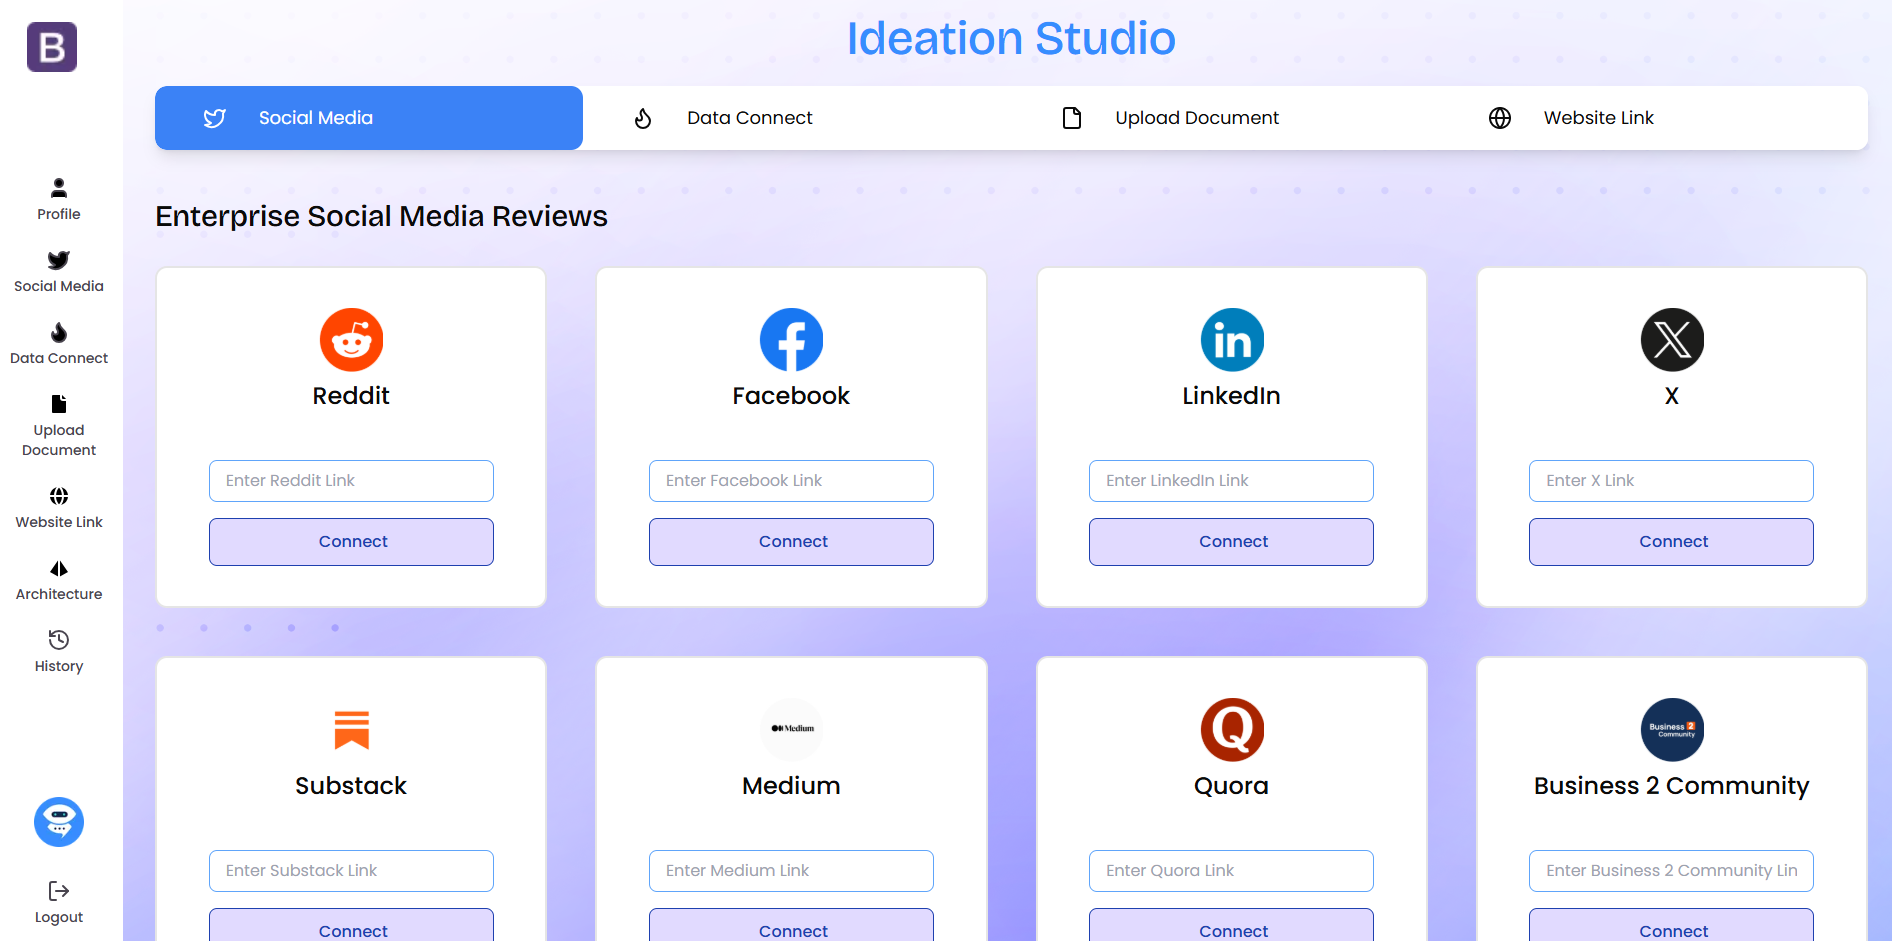 B
Ideation Studio
Social Media
Data Connect
Upload Document
Website Link
Profile
Social Media
Data Connect
Upload
Document
Website Link
Architecture
History
Logout
Enterprise Social Media Reviews
Reddit
Enter Reddit Link
Connect
Facebook
Enter Facebook Link
Connect
in
LinkedIn
Enter LinkedIn Link
Connect
X
Enter X Link
Connect
Substack
Enter Substack Link
Connect
Medium
Medium
Enter Medium Link
Connect
Q
Quora
Enter Quora Link
Connect
Business 2
Community
Business 2 Community
Enter Business 2 Community Lin
Connect